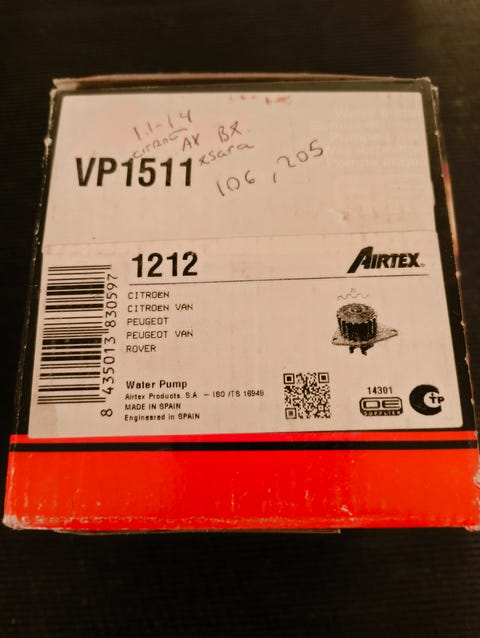 1.1-1.4
citroen AX BX
xsara
VP1511
106, 205
1212
AIRTEX
CITROEN
CITROEN VAN
PEUGEOT
PEUGEOT VAN
ROVER
8 435013 830597
Water Pump
Airtex Products S.A. - ISO/TS 16949
MADE IN SPAIN
Engineered in SPAIN
14301
OE
SUPPLIER
TP